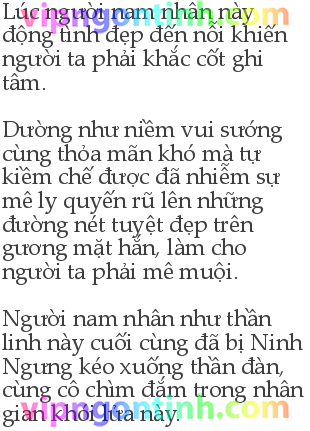 vipngontinh.com
Lúc người nam nhân này
động tình đẹp đến nỗi khiến
người ta phải khắc cốt ghi
tâm.
Dường như niềm vui sướng
cùng thỏa mãn khó mà tự
kiềm chế được đã nhiễm sự
mê ly quyến rũ lên những
đường nét tuyệt đẹp trên
gương mặt hắn, làm cho
người ta phải mê muội.
Người nam nhân như thần
linh này cuối cùng đã bị Ninh
Ngưng kéo xuống thần đàn,
cùng cô chìm đắm trong nhân
gian khói lửa này.
vipngontinh.com